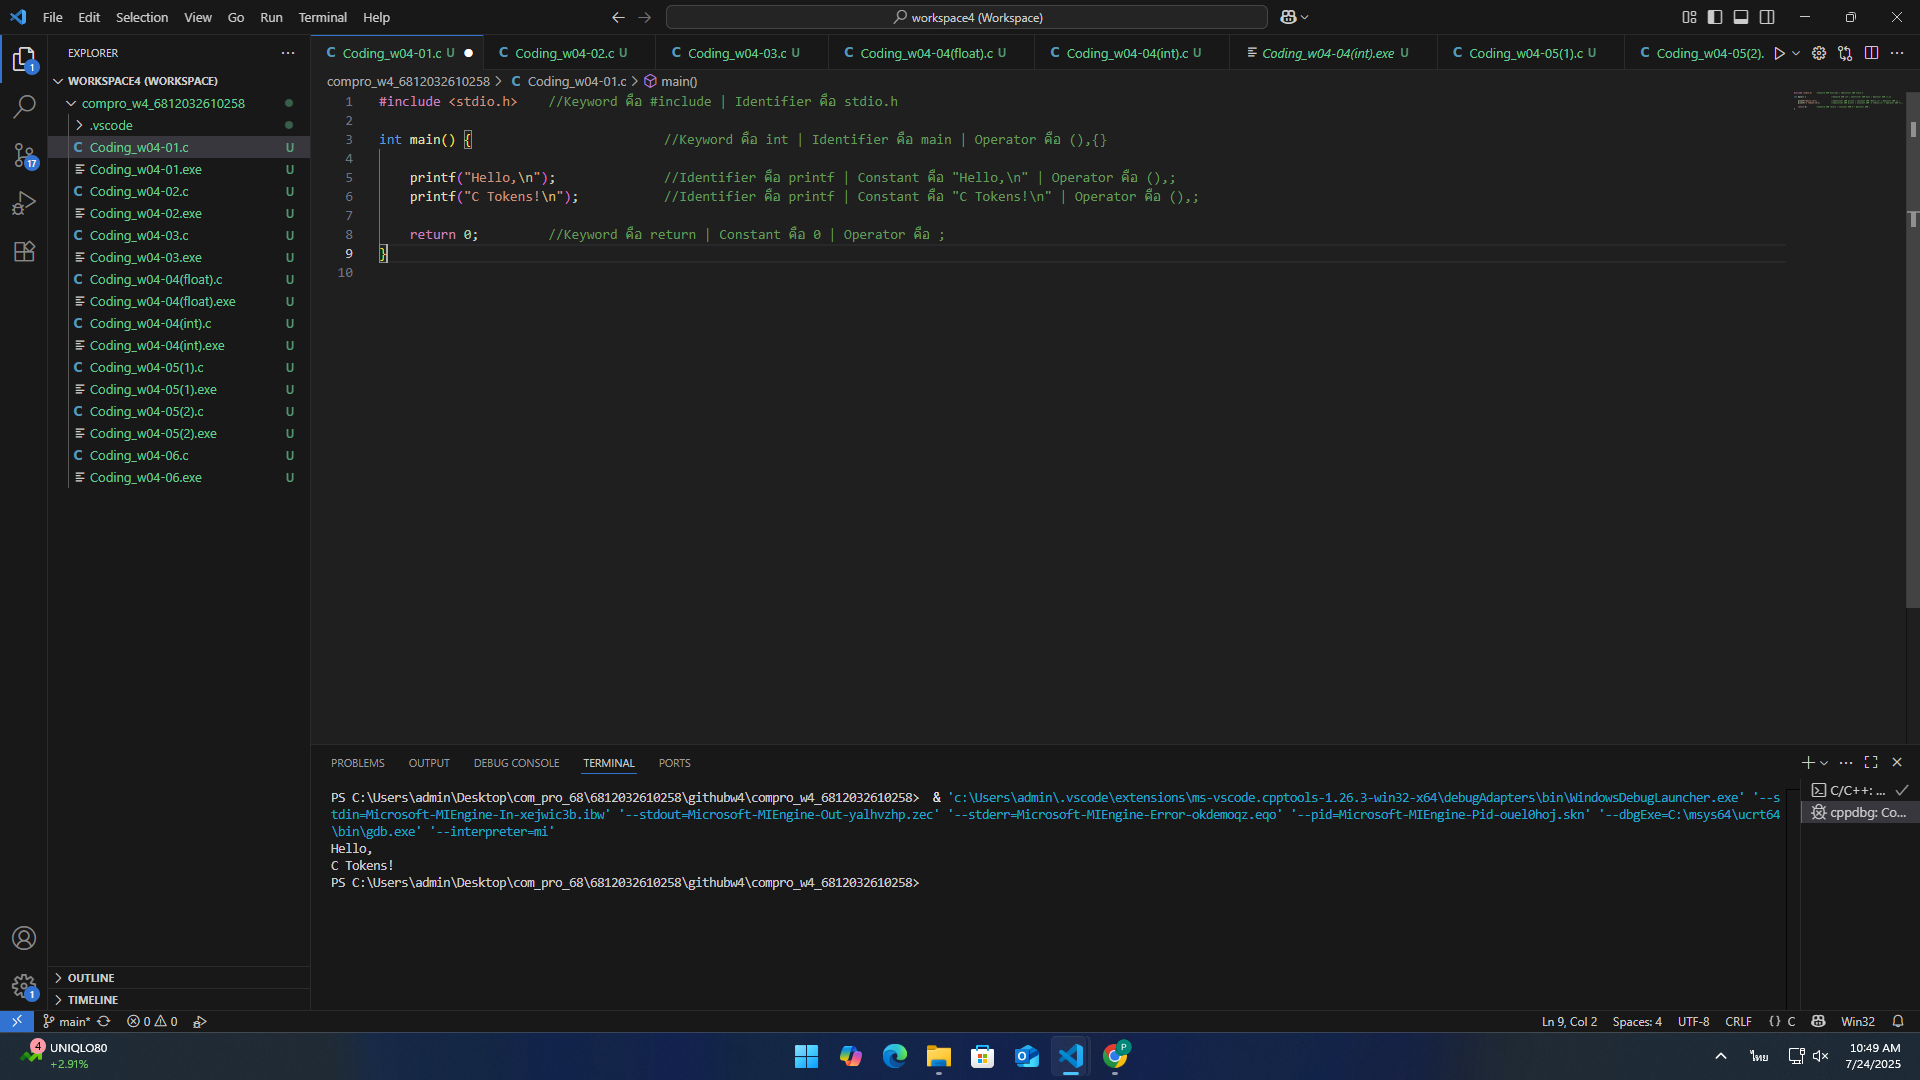 File Edit Selection View Go Run Terminal Help
workspace4 (Workspace)
EXPLORER
WORKSPACE4 (WORKSPACE)
compro_w4_6812032610258
.vscode
Coding_w04-01.c U
Coding_w04-01.exe U
Coding_w04-02.c U
Coding_w04-02.exe U
Coding_w04-03.c U
Coding_w04-03.exe U
Coding_w04-04(float).c U
Coding_w04-04(float).exe U
Coding_w04-04(int).c U
Coding_w04-04(int).exe U
Coding_w04-05(1).c U
Coding_w04-05(1).exe U
Coding_w04-05(2).c U
Coding_w04-05(2).exe U
Coding_w04-06.c U
Coding_w04-06.exe U
OUTLINE
TIMELINE
1
17
1
Coding_w04-01.c U Coding_w04-02.c U Coding_w04-03.c U Coding_w04-04(float).c U Coding_w04-04(int).c U Coding_w04-04(int).exe U Coding_w04-05(1).c U Coding_w04-05(2).
compro_w4_6812032610258 > Coding_w04-01.c > main()
1 #include <stdio.h> //Keyword คือ #include | Identifier คือ stdio.h
2
3 int main() { //Keyword คือ int | Identifier คือ main | Operator คือ (),{}
4
5 printf("Hello,\n"); //Identifier คือ printf | Constant คือ "Hello,\n" | Operator คือ (),;
6 printf("C Tokens!\n"); //Identifier คือ printf | Constant คือ "C Tokens!\n" | Operator คือ (),;
7
8 return 0; //Keyword คือ return | Constant คือ 0 | Operator คือ ;
9 }
10
PROBLEMS OUTPUT DEBUG CONSOLE TERMINAL PORTS
PS C:\Users\admin\Desktop\com_pro_68\6812032610258\githubw4\compro_w4_6812032610258> & 'c:\Users\admin\.vscode\extensions\ms-vscode.cpptools-1.26.3-win32-x64\debugAdapters\bin\WindowsDebugLauncher.exe' '--s
tdin=Microsoft-MIEngine-In-xejwic3b.ibw' '--stdout=Microsoft-MIEngine-Out-yalhvzhp.zec' '--stderr=Microsoft-MIEngine-Error-okdemoqz.eqo' '--pid=Microsoft-MIEngine-Pid-ouel0hoj.skn' '--dbgExe=C:\msys64\ucrt64
\bin\gdb.exe' '--interpreter=mi'
Hello,
C Tokens!
PS C:\Users\admin\Desktop\com_pro_68\6812032610258\githubw4\compro_w4_6812032610258>
C/C++: ...
cppdbg: Co...
main* 0 0
Ln 9, Col 2 Spaces: 4 UTF-8 CRLF {} C Win32
4
UNIQLO80
+2.91%
P
ไทย
10:49 AM
7/24/2025